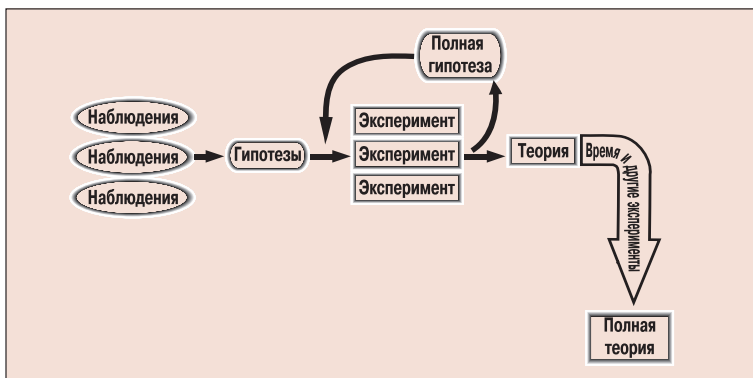 Полная
гипотеза
Наблюдения
Наблюдения
Наблюдения
Гипотезы
Эксперимент
Эксперимент
Эксперимент
Теория
Время и другие эксперименты
Полная
теория